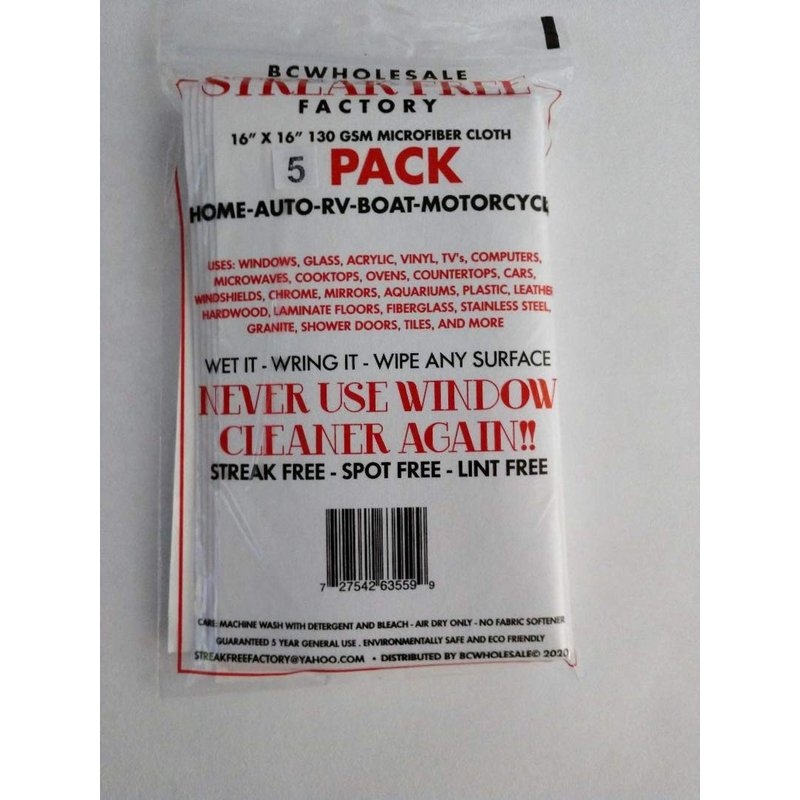 BCWHOLESALE
STREAK FREE
FACTORY
16" X 16" 130 GSM MICROFIBER CLOTH
5 PACK
HOME-AUTO-RV-BOAT-MOTORCYCLE
USES: WINDOWS, GLASS, ACRYLIC, VINYL, TV's, COMPUTERS,
MICROWAVES, COOKTOPS, OVENS, COUNTERTOPS, CARS,
WINDSHIELDS, CHROME, MIRRORS, AQUARIUMS, PLASTIC, LEATHER
HARDWOOD, LAMINATE FLOORS, FIBERGLASS, STAINLESS STEEL,
GRANITE, SHOWER DOORS, TILES, AND MORE
WET IT - WRING IT - WIPE ANY SURFACE
NEVER USE WINDOW
CLEANER AGAIN!!
STREAK FREE - SPOT FREE - LINT FREE
7 27542 63559 9
CARE: MACHINE WASH WITH DETERGENT AND BLEACH - AIR DRY ONLY - NO FABRIC SOFTENER
GUARANTEED 5 YEAR GENERAL USE . ENVIRONMENTALLY SAFE AND ECO FRIENDLY
STREAKFREEFACTORY@YAHOO.COM • DISTRIBUTED BY BCWHOLESALE© 2020